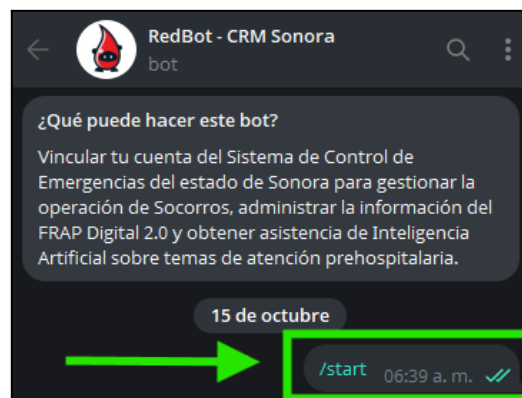 RedBot - CRM Sonora
bot
¿Qué puede hacer este bot?
Vincular tu cuenta del Sistema de Control de
Emergencias del estado de Sonora para gestionar la
operación de Socorros, administrar la información del
FRAP Digital 2.0 y obtener asistencia de Inteligencia
Artificial sobre temas de atención prehospitalaria.
15 de octubre
/start 06:39 a. m.